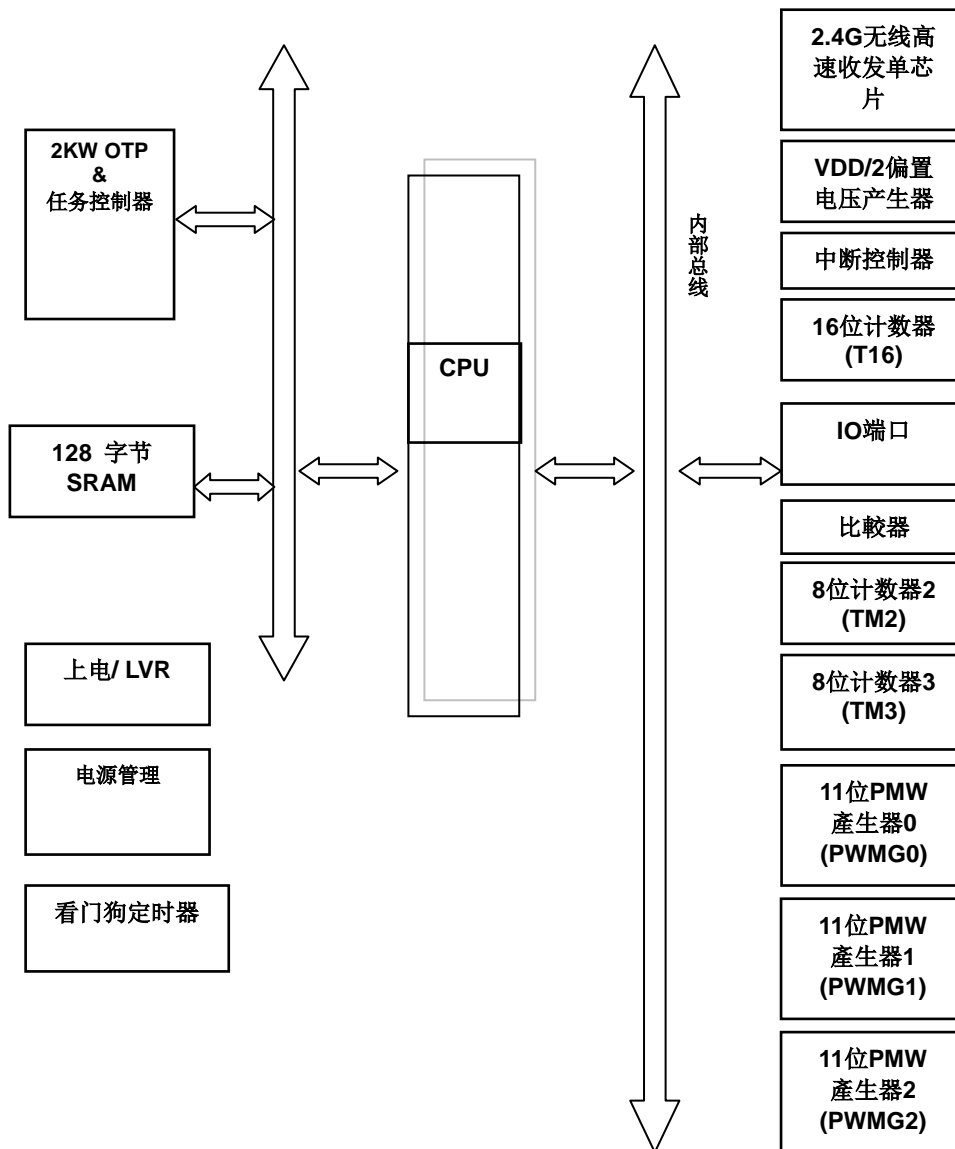 2KW OTP
&
任务控制器
128 字节
SRAM
上电/ LVR
电源管理
看门狗定时器
CPU
内部总线
2.4G无线高
速收发单芯
片
VDD/2偏置
电压产生器
中断控制器
16位计数器
(T16)
IO端口
比較器
8位计数器2
(TM2)
8位计数器3
(TM3)
11位PMW
產生器0
(PWMG0)
11位PMW
產生器1
(PWMG1)
11位PMW
產生器2
(PWMG2)